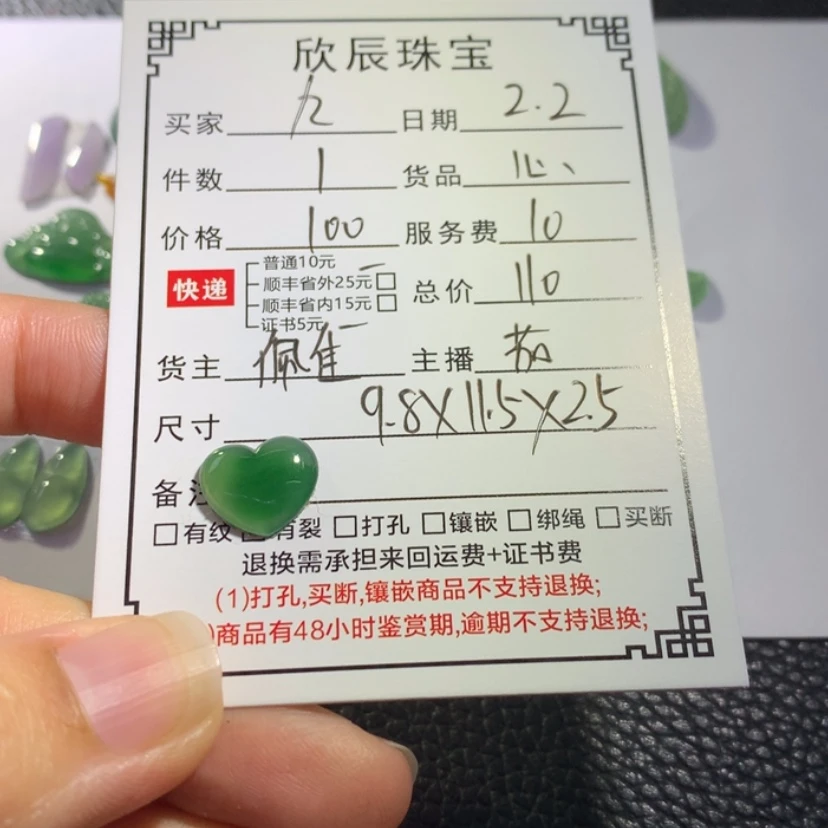 欣辰珠宝
买家 九 日期 2.2
件数 1 货品 心
价格 100 服务费 10
快递 普通10元
顺丰省外25元□
顺丰省内15元□ 总价 110
证书5元
货主 主播 茹
尺寸 9.8X11.5X2.5
备注
□有纹 □有裂 □打孔 □镶嵌 □绑绳 □买断
退换需承担来回运费+证书费
(1)打孔,买断,镶嵌商品不支持退换;
)商品有48小时鉴赏期,逾期不支持退换;